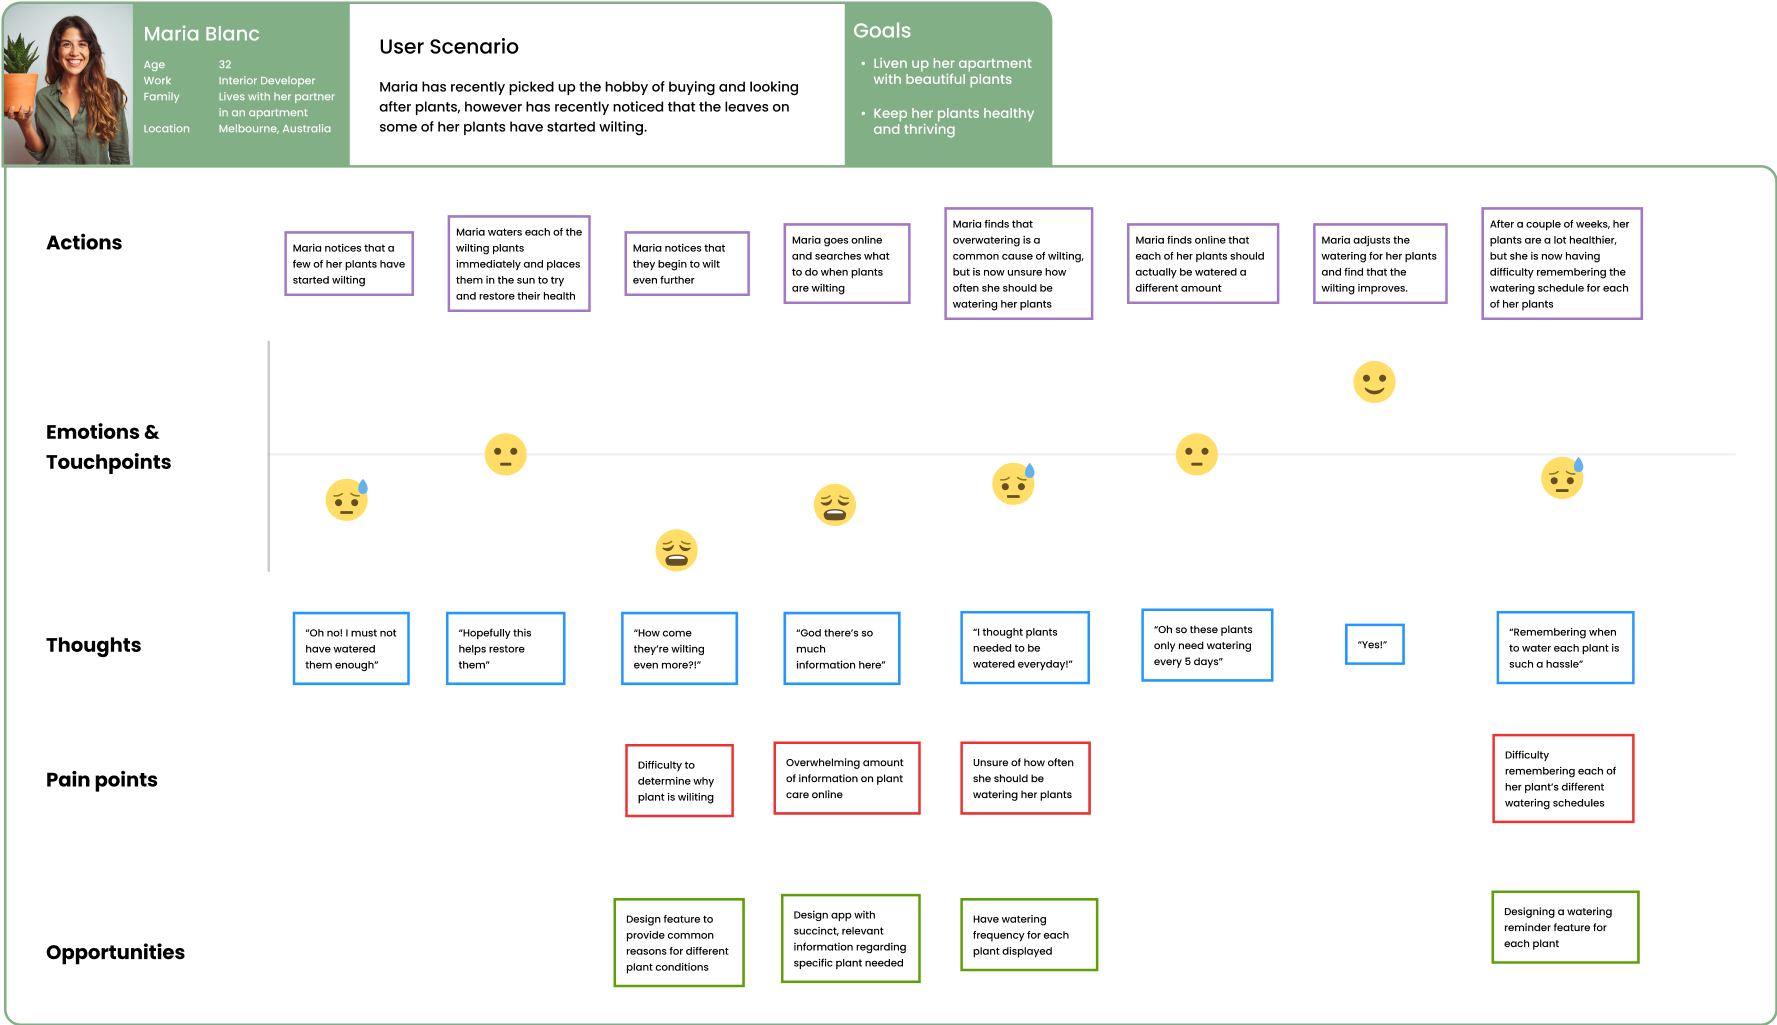 Maria Blanc
Age 32
Work Interior Developer
Family Lives with her partner
in an apartment
Location Melbourne, Australia
User Scenario
Maria has recently picked up the hobby of buying and looking
after plants, however has recently noticed that the leaves on
some of her plants have started wilting.
Goals
• Liven up her apartment
with beautiful plants
• Keep her plants healthy
and thriving
Actions
Maria notices that a
few of her plants have
started wilting
Maria waters each of the
wilting plants
immediately and places
them in the sun to try
and restore their health
Maria notices that
they begin to wilt
even further
Maria goes online
and searches what
to do when plants
are wilting
Maria finds that
overwatering is a
common cause of wilting,
but is now unsure how
often she should be
watering her plants
Maria finds online that
each of her plants should
actually be watered a
different amount
Maria adjusts the
watering for her plants
and find that the
wilting improves.
After a couple of weeks, her
plants are a lot healthier,
but she is now having
difficulty remembering the
watering schedule for each
of her plants
Emotions &
Touchpoints
Thoughts
“Oh no! I must not
have watered
them enough”
“Hopefully this
helps restore
them”
“How come
they’re wilting
even more?!”
“God there’s so
much
information here”
“I thought plants
needed to be
watered everyday!”
“Oh so these plants
only need watering
every 5 days”
“Yes!”
“Remembering when
to water each plant is
such a hassle”
Pain points
Difficulty to
determine why
plant is wiliting
Overwhelming amount
of information on plant
care online
Unsure of how often
she should be
watering her plants
Difficulty
remembering each of
her plant’s different
watering schedules
Opportunities
Design feature to
provide common
reasons for different
plant conditions
Design app with
succinct, relevant
information regarding
specific plant needed
Have watering
frequency for each
plant displayed
Designing a watering
reminder feature for
each plant